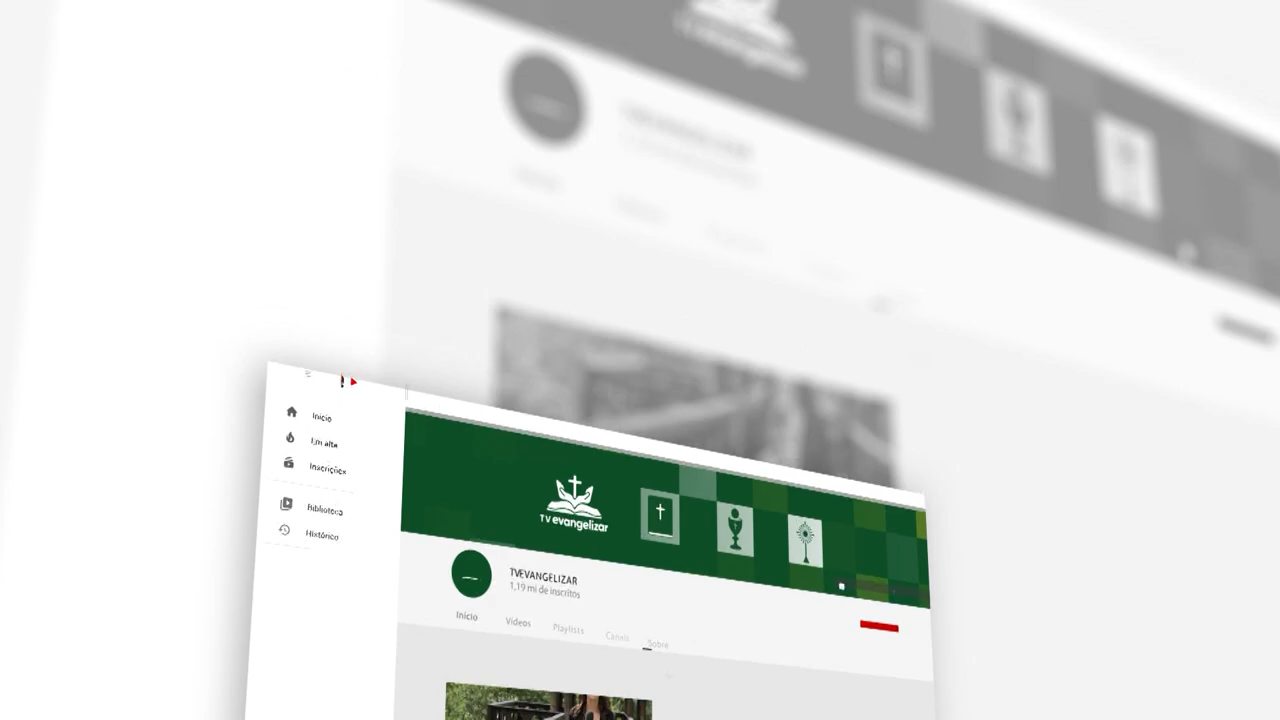 Início
Em alta
Inscrições
Biblioteca
Histórico
TV evangelizar
TVEVANGELIZAR
1,19 mi de inscritos
Início
Vídeos
Playlists
Canais
Sobre